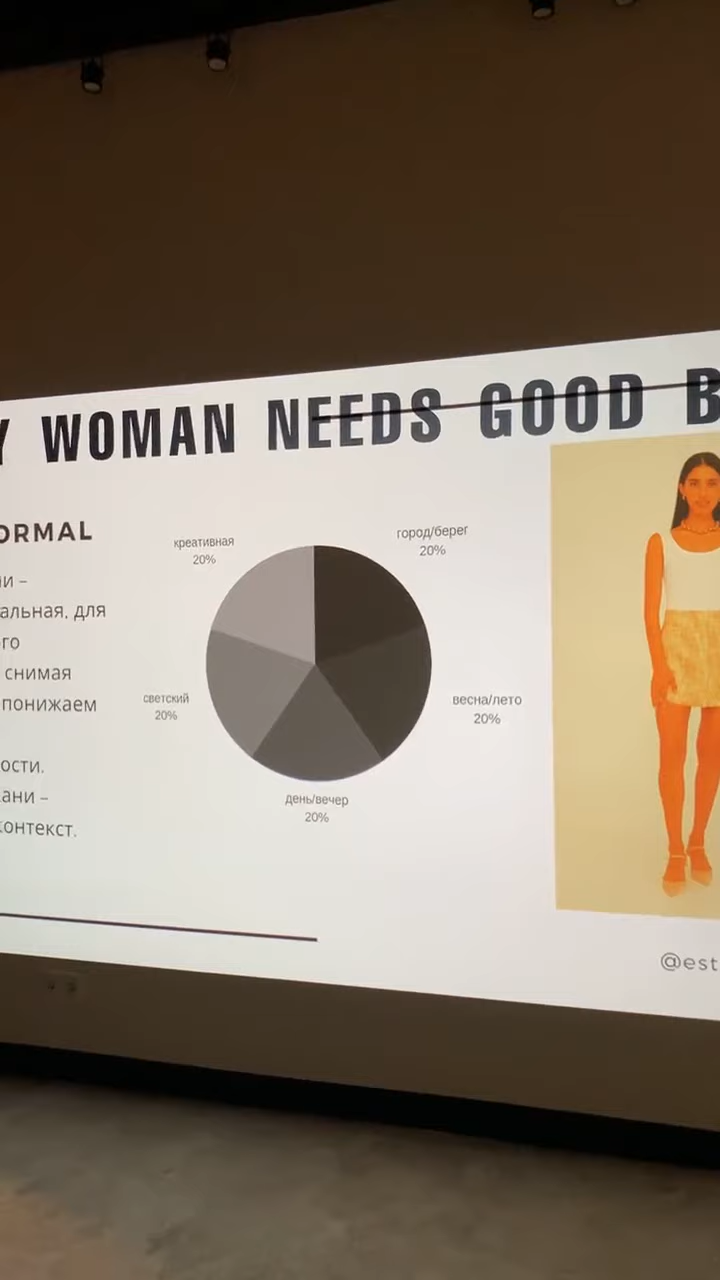 Y WOMAN NEEDS GOOD B
ORMAL
и –
альная, для
го
снимая
понижаем
ости.
ани –
контекст.
креативная
20%
город/берег
20%
светский
20%
весна/лето
20%
день/вечер
20%
@est